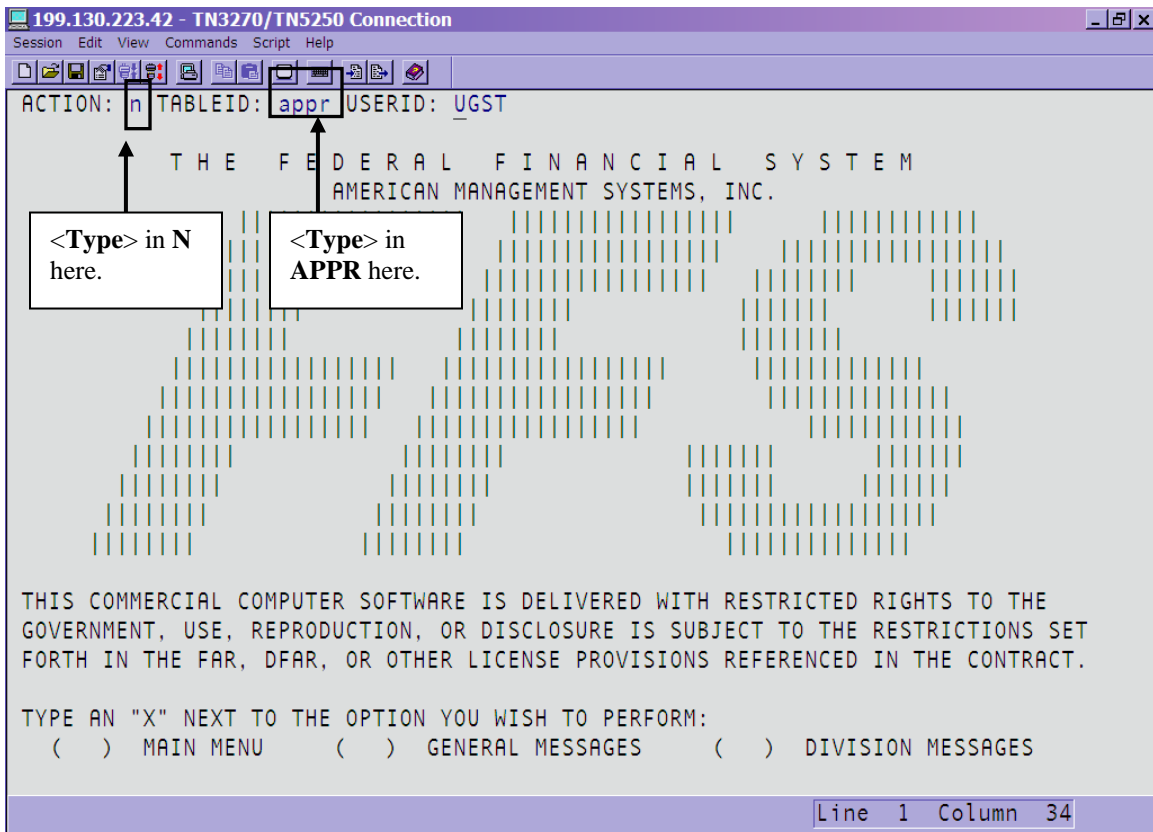 199.130.223.42 - TN3270/TN5250 Connection
Session Edit View Commands Script Help
ACTION: n TABLEID: appr USERID: UGST
T H E F E D E R A L F I N A N C I A L S Y S T E M
AMERICAN MANAGEMENT SYSTEMS, INC.
<Type> in N
here.
<Type> in
APPR here.
FFS
THIS COMMERCIAL COMPUTER SOFTWARE IS DELIVERED WITH RESTRICTED RIGHTS TO THE
GOVERNMENT, USE, REPRODUCTION, OR DISCLOSURE IS SUBJECT TO THE RESTRICTIONS SET
FORTH IN THE FAR, DFAR, OR OTHER LICENSE PROVISIONS REFERENCED IN THE CONTRACT.
TYPE AN "X" NEXT TO THE OPTION YOU WISH TO PERFORM:
( ) MAIN MENU ( ) GENERAL MESSAGES ( ) DIVISION MESSAGES
Line 1 Column 34